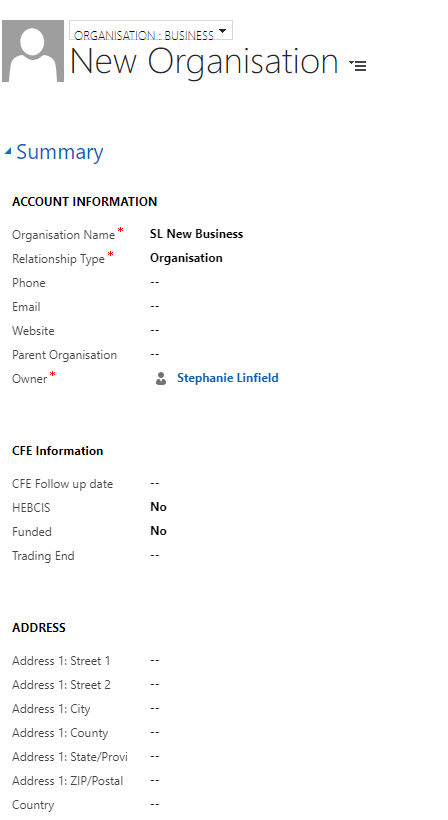 ORGANISATION : BUSINESS
New Organisation
Summary
ACCOUNT INFORMATION
Organisation Name* SL New Business
Relationship Type* Organisation
Phone --
Email --
Website --
Parent Organisation --
Owner* Stephanie Linfield
CFE Information
CFE Follow up date --
HEBCIS No
Funded No
Trading End --
ADDRESS
Address 1: Street 1 --
Address 1: Street 2 --
Address 1: City --
Address 1: County --
Address 1: State/Provi --
Address 1: ZIP/Postal --
Country --